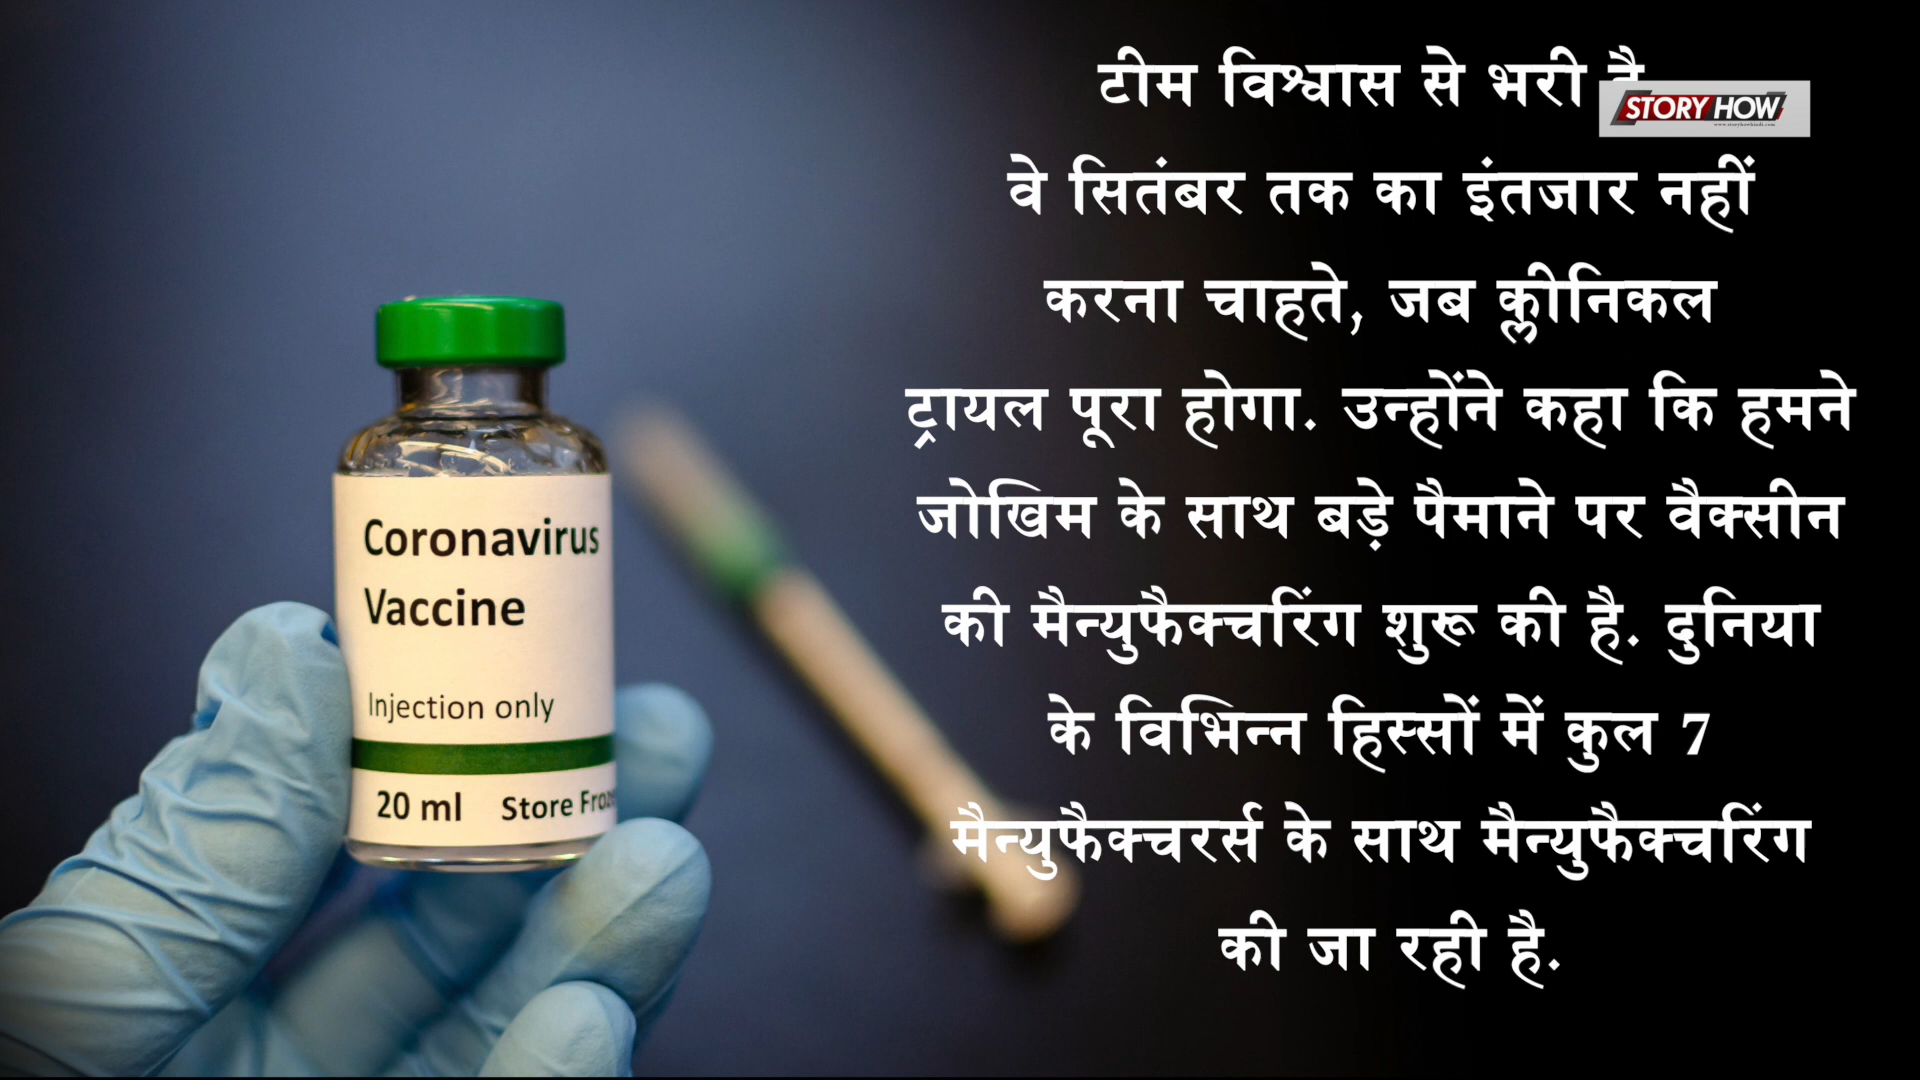 टीम विश्वास से भरी है
STORY HOW
वे सितंबर तक का इंतजार नहीं
करना चाहते, जब क्लीनिकल
ट्रायल पूरा होगा. उन्होंने कहा कि हमने
जोखिम के साथ बड़े पैमाने पर वैक्सीन
की मैन्युफैक्चरिंग शुरू की है. दुनिया
के विभिन्न हिस्सों में कुल 7
मैन्युफैक्चरर्स के साथ मैन्युफैक्चरिंग
की जा रही है.
Coronavirus
Vaccine
Injection only
20 ml Store